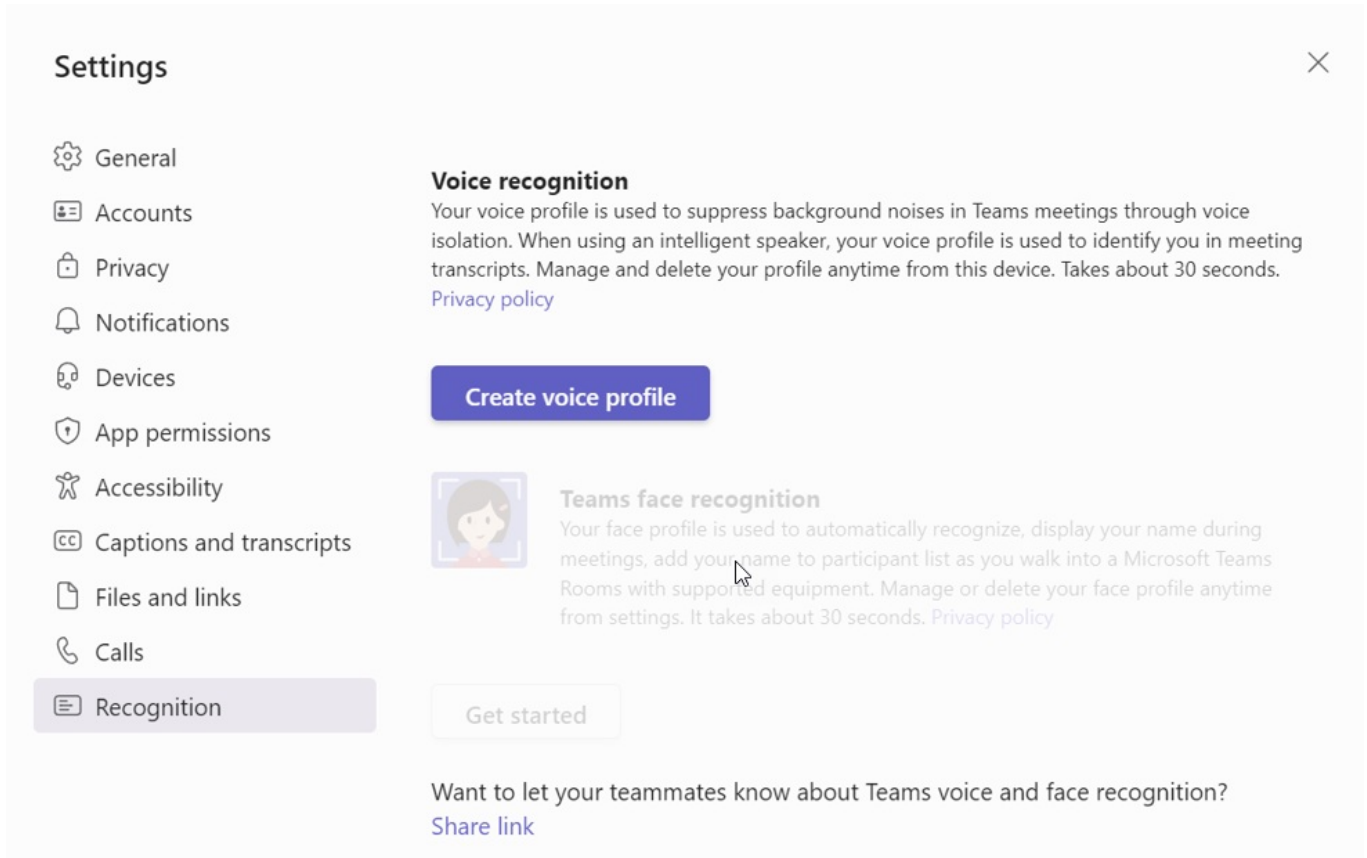 Settings
General
Accounts
Privacy
Notifications
Devices
App permissions
Accessibility
CC Captions and transcripts
Files and links
Calls
Recognition
Voice recognition
Your voice profile is used to suppress background noises in Teams meetings through voice
isolation. When using an intelligent speaker, your voice profile is used to identify you in meeting
transcripts. Manage and delete your profile anytime from this device. Takes about 30 seconds.
Privacy policy
Create voice profile
Teams face recognition
Your face profile is used to automatically recognize, display your name during
meetings, add your name to participant list as you walk into a Microsoft Teams
Rooms with supported equipment. Manage or delete your face profile anytime
from settings. It takes about 30 seconds. Privacy policy
Get started
Want to let your teammates know about Teams voice and face recognition?
Share link